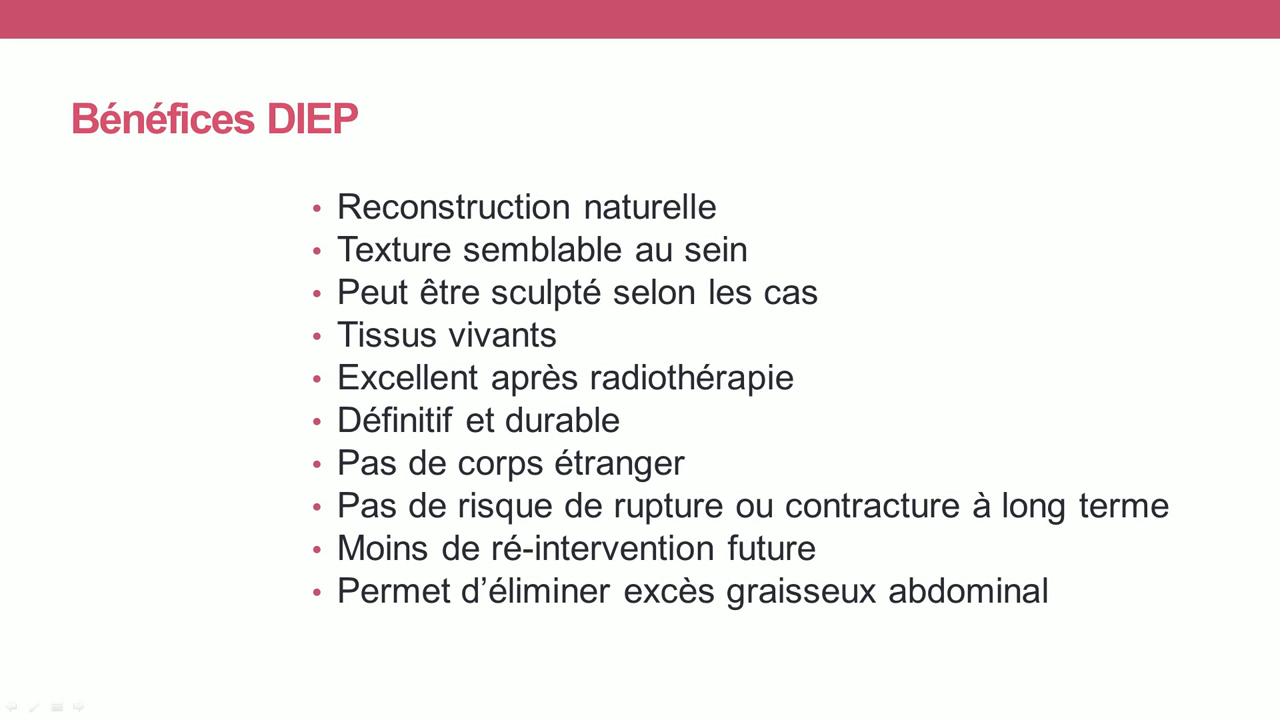 Bénéfices DIEP
• Reconstruction naturelle
• Texture semblable au sein
• Peut être sculpté selon les cas
• Tissus vivants
• Excellent après radiothérapie
• Définitif et durable
• Pas de corps étranger
• Pas de risque de rupture ou contracture à long terme
• Moins de ré-intervention future
• Permet d’éliminer excès graisseux abdominal